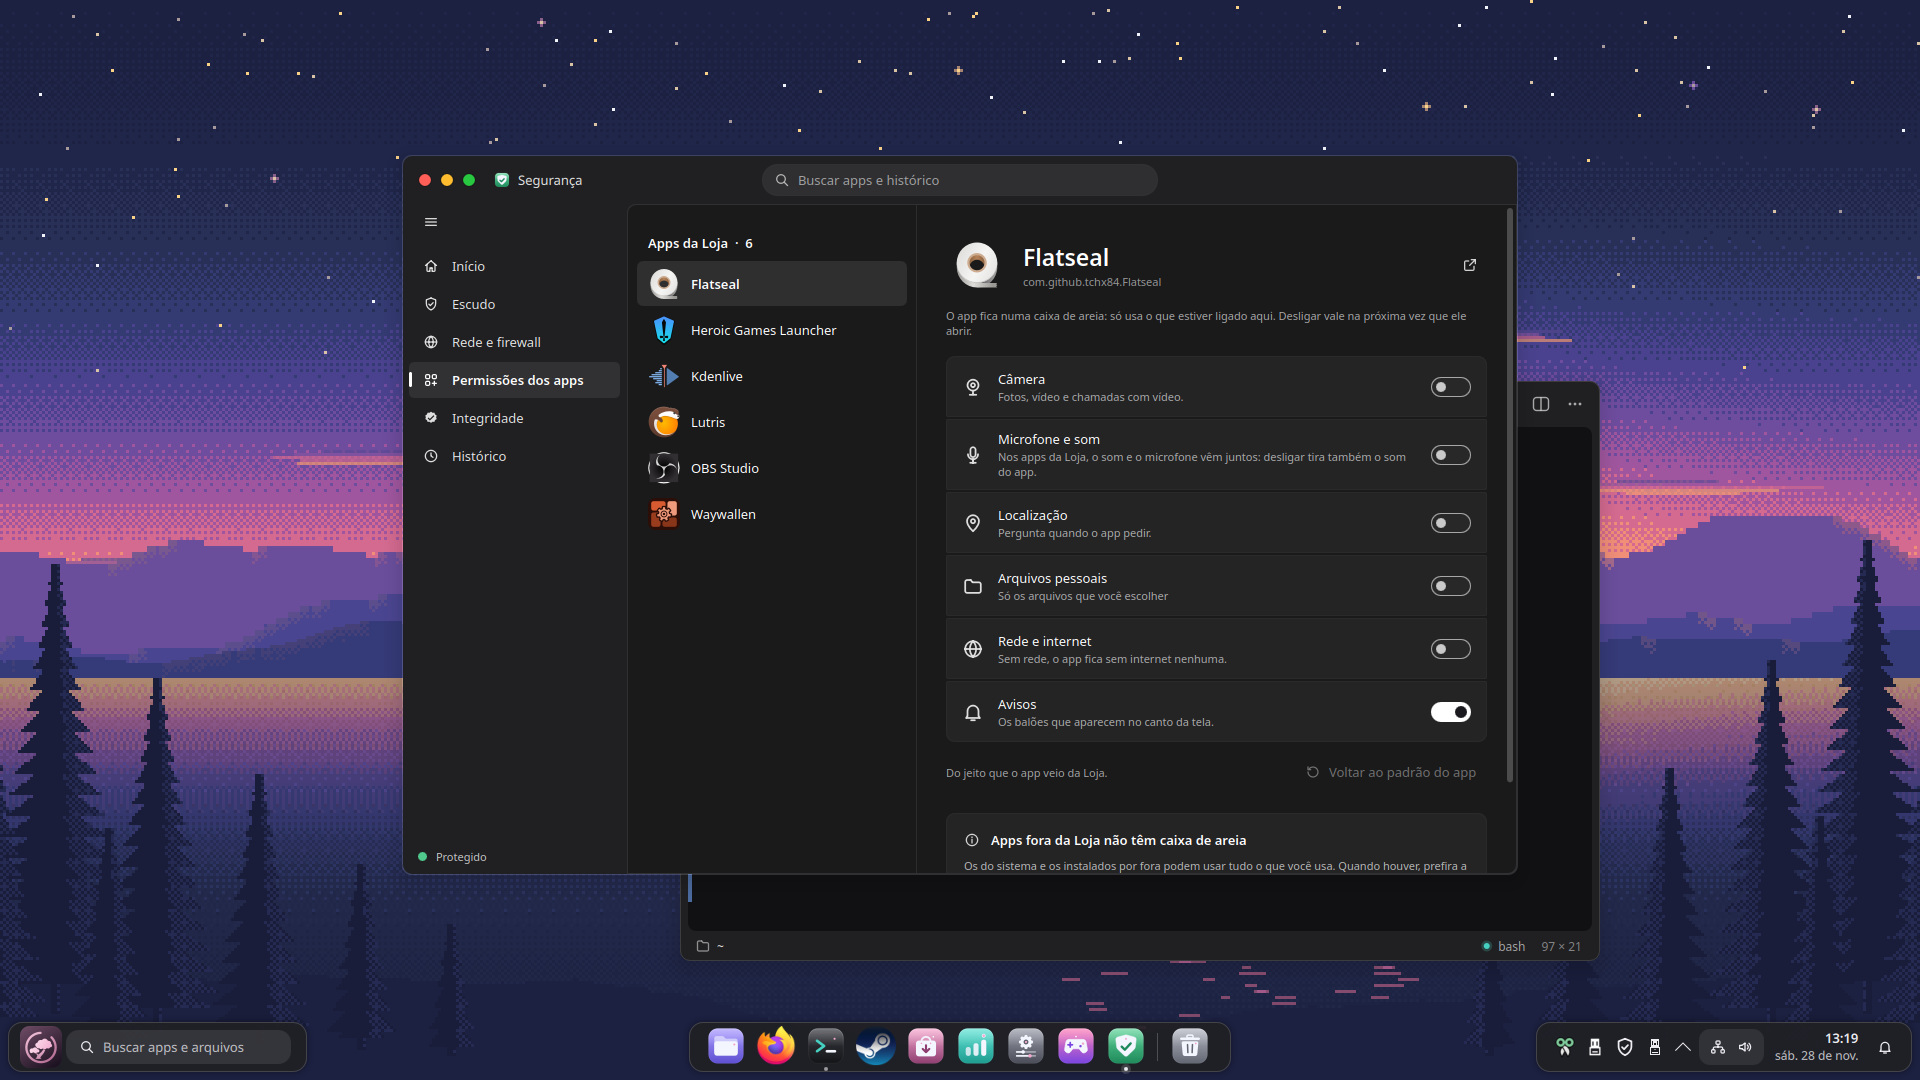 Segurança
Buscar apps e histórico
Início
Escudo
Rede e firewall
Permissões dos apps
Integridade
Histórico
Protegido
Apps da Loja · 6
Flatseal
Heroic Games Launcher
Kdenlive
Lutris
OBS Studio
Waywallen
Flatseal
com.github.tchx84.Flatseal
O app fica numa caixa de areia: só usa o que estiver ligado aqui. Desligar vale na próxima vez que ele
abrir.
Câmera
Fotos, vídeo e chamadas com vídeo.
Microfone e som
Nos apps da Loja, o som e o microfone vêm juntos: desligar tira também o som
do app.
Localização
Pergunta quando o app pedir.
Arquivos pessoais
Só os arquivos que você escolher
Rede e internet
Sem rede, o app fica sem internet nenhuma.
Avisos
Os balões que aparecem no canto da tela.
Do jeito que o app veio da Loja.
Voltar ao padrão do app
Apps fora da Loja não têm caixa de areia
Os do sistema e os instalados por fora podem usar tudo o que você usa. Quando houver, prefira a
~
bash
97 × 21
Buscar apps e arquivos
13:19
sáb. 28 de nov.